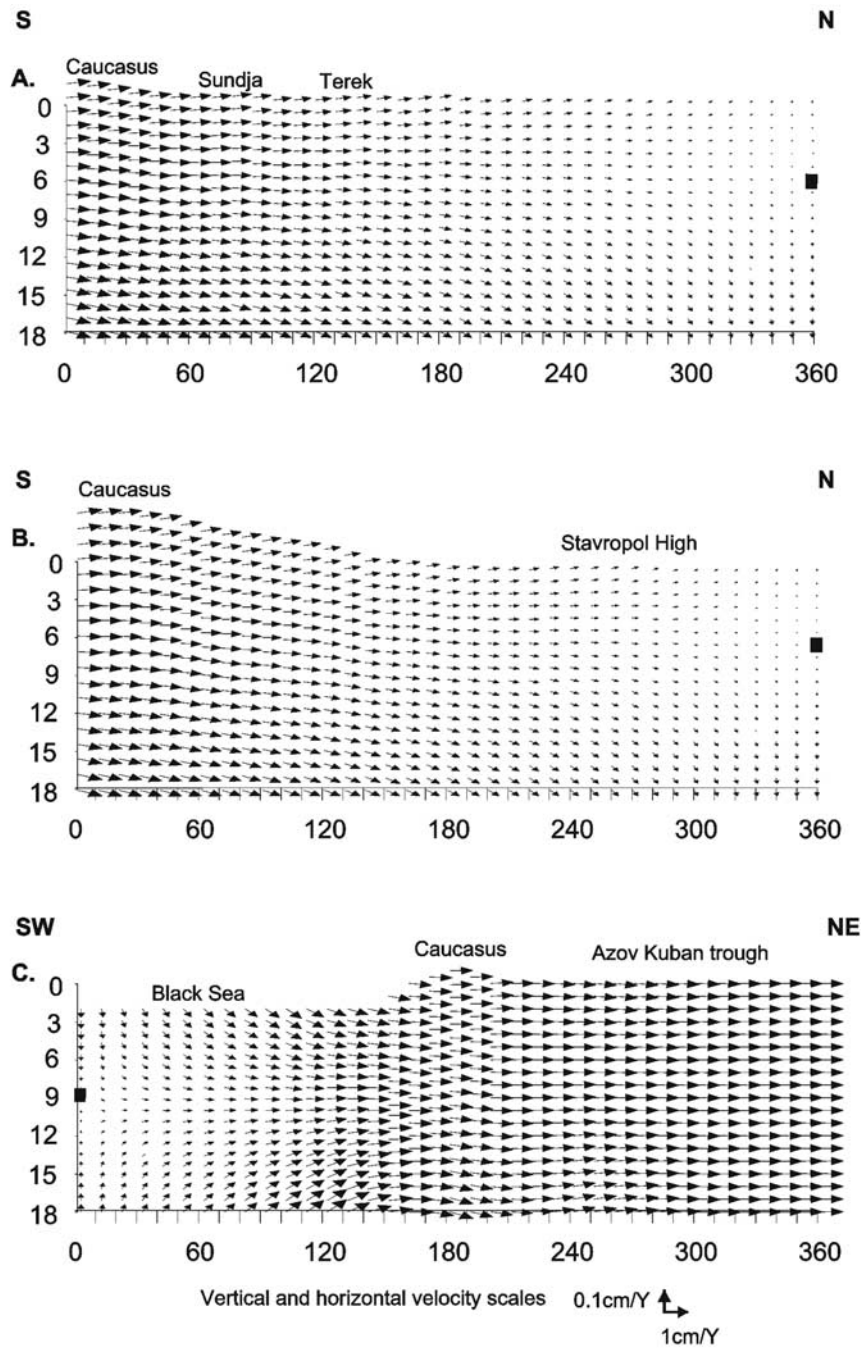 S N
A.
Caucasus Sundja Terek
0
3
6
9
12
15
18
0 60 120 180 240 300 360
S N
Caucasus
B.
Stavropol High
0
3
6
9
12
15
18
0 60 120 180 240 300 360
SW NE
C.
Black Sea Caucasus Azov Kuban trough
0
3
6
9
12
15
18
0 60 120 180 240 300 360
Vertical and horizontal velocity scales 0.1cm/Y
1cm/Y